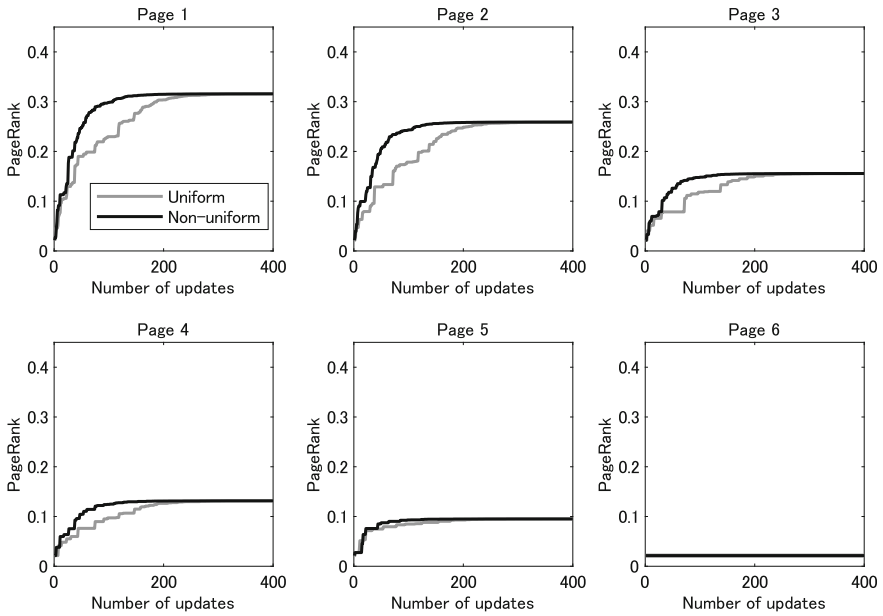 Page 1
Page 2
Page 3
0.4
0.3
0.2
0.1
0
PageRank
Uniform
Non-uniform
0
200
400
Number of updates
0.4
0.3
0.2
0.1
0
PageRank
0
200
400
Number of updates
0.4
0.3
0.2
0.1
0
PageRank
0
200
400
Number of updates
Page 4
Page 5
Page 6
0.4
0.3
0.2
0.1
0
PageRank
0
200
400
Number of updates
0.4
0.3
0.2
0.1
0
PageRank
0
200
400
Number of updates
0.4
0.3
0.2
0.1
0
PageRank
0
200
400
Number of updates